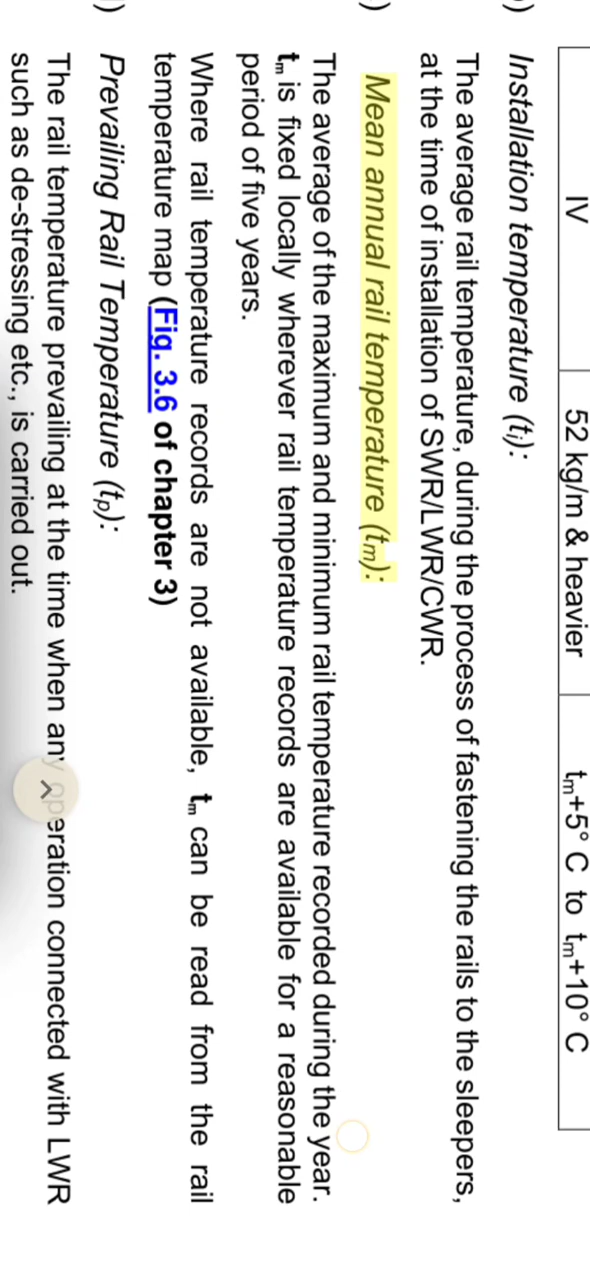 IV 52 kg/m & heavier tm+5° C to tm+10° C
) Installation temperature (ti):
The average rail temperature, during the process of fastening the rails to the sleepers,
at the time of installation of SWR/LWR/CWR.
) Mean annual rail temperature (tm):
The average of the maximum and minimum rail temperature recorded during the year.
tm is fixed locally wherever rail temperature records are available for a reasonable
period of five years.
Where rail temperature records are not available, tm can be read from the rail
temperature map (Fig. 3.6 of chapter 3)
) Prevailing Rail Temperature (tp):
The rail temperature prevailing at the time when any operation connected with LWR
such as de-stressing etc., is carried out.